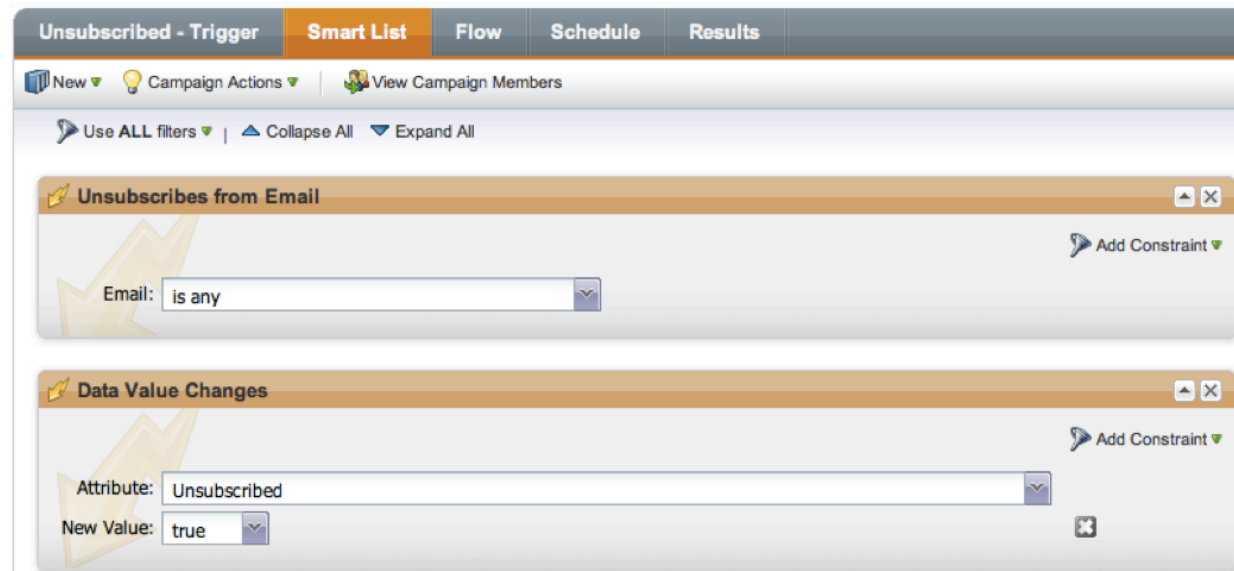 Unsubscribed - Trigger Smart List Flow Schedule Results
New Campaign Actions View Campaign Members
Use ALL filters | Collapse All Expand All
Unsubscribes from Email
Add Constraint
Email: is any
Data Value Changes
Add Constraint
Attribute: Unsubscribed
New Value: true